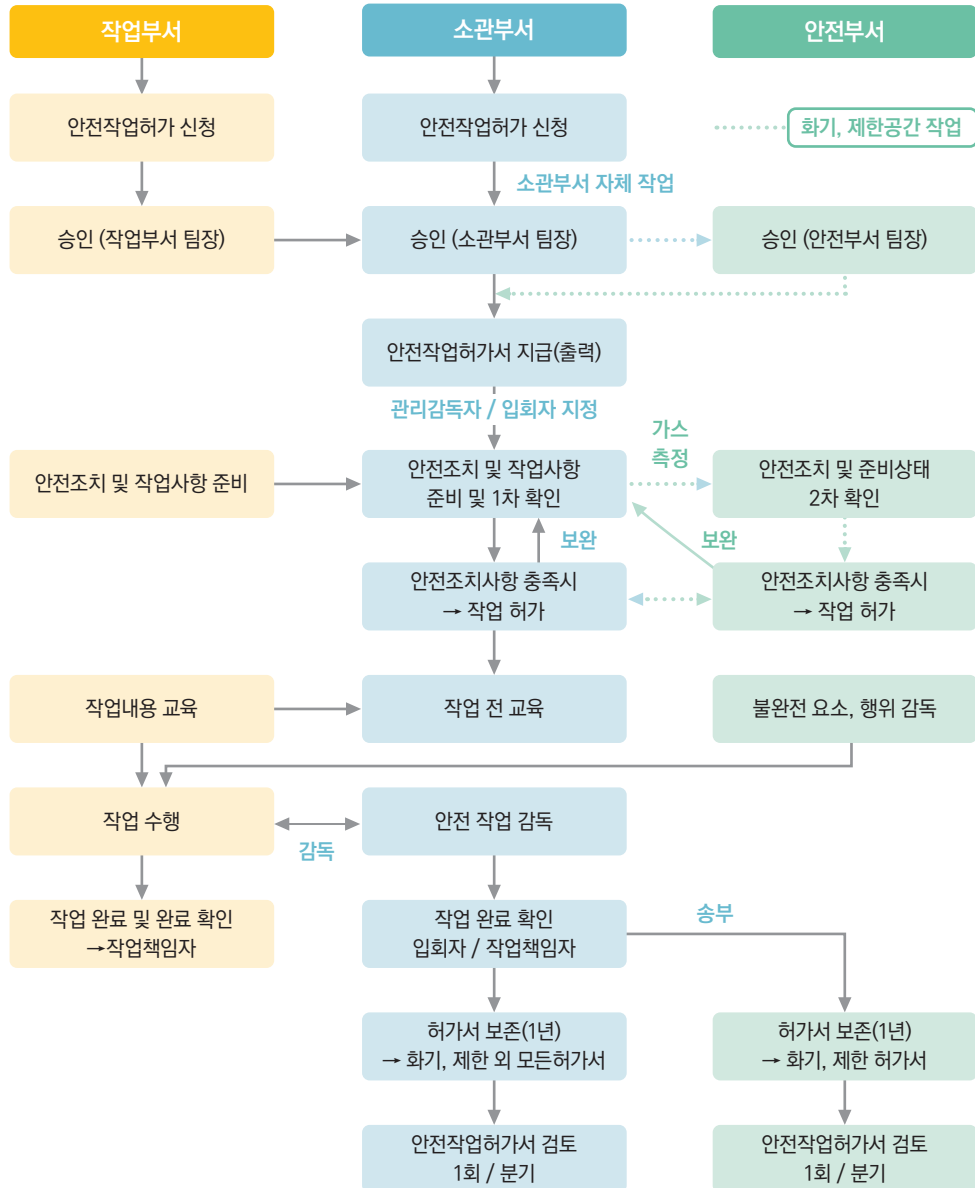 작업부서
소관부서
안전부서
안전작업허가 신청
안전작업허가 신청
화기, 제한공간 작업
소관부서 자체 작업
승인 (작업부서 팀장)
승인 (소관부서 팀장)
승인 (안전부서 팀장)
안전작업허가서 지급(출력)
관리감독자 / 입회자 지정
가스
측정
안전조치 및 작업사항 준비
안전조치 및 작업사항
준비 및 1차 확인
안전조치 및 준비상태
2차 확인
보완
보완
안전조치사항 충족시
→ 작업 허가
안전조치사항 충족시
→ 작업 허가
작업내용 교육
작업 전 교육
불완전 요소, 행위 감독
작업 수행
감독
안전 작업 감독
작업 완료 및 완료 확인
→작업책임자
작업 완료 확인
입회자 / 작업책임자
송부
허가서 보존(1년)
→ 화기, 제한 외 모든허가서
허가서 보존(1년)
→ 화기, 제한 허가서
안전작업허가서 검토
1회 / 분기
안전작업허가서 검토
1회 / 분기